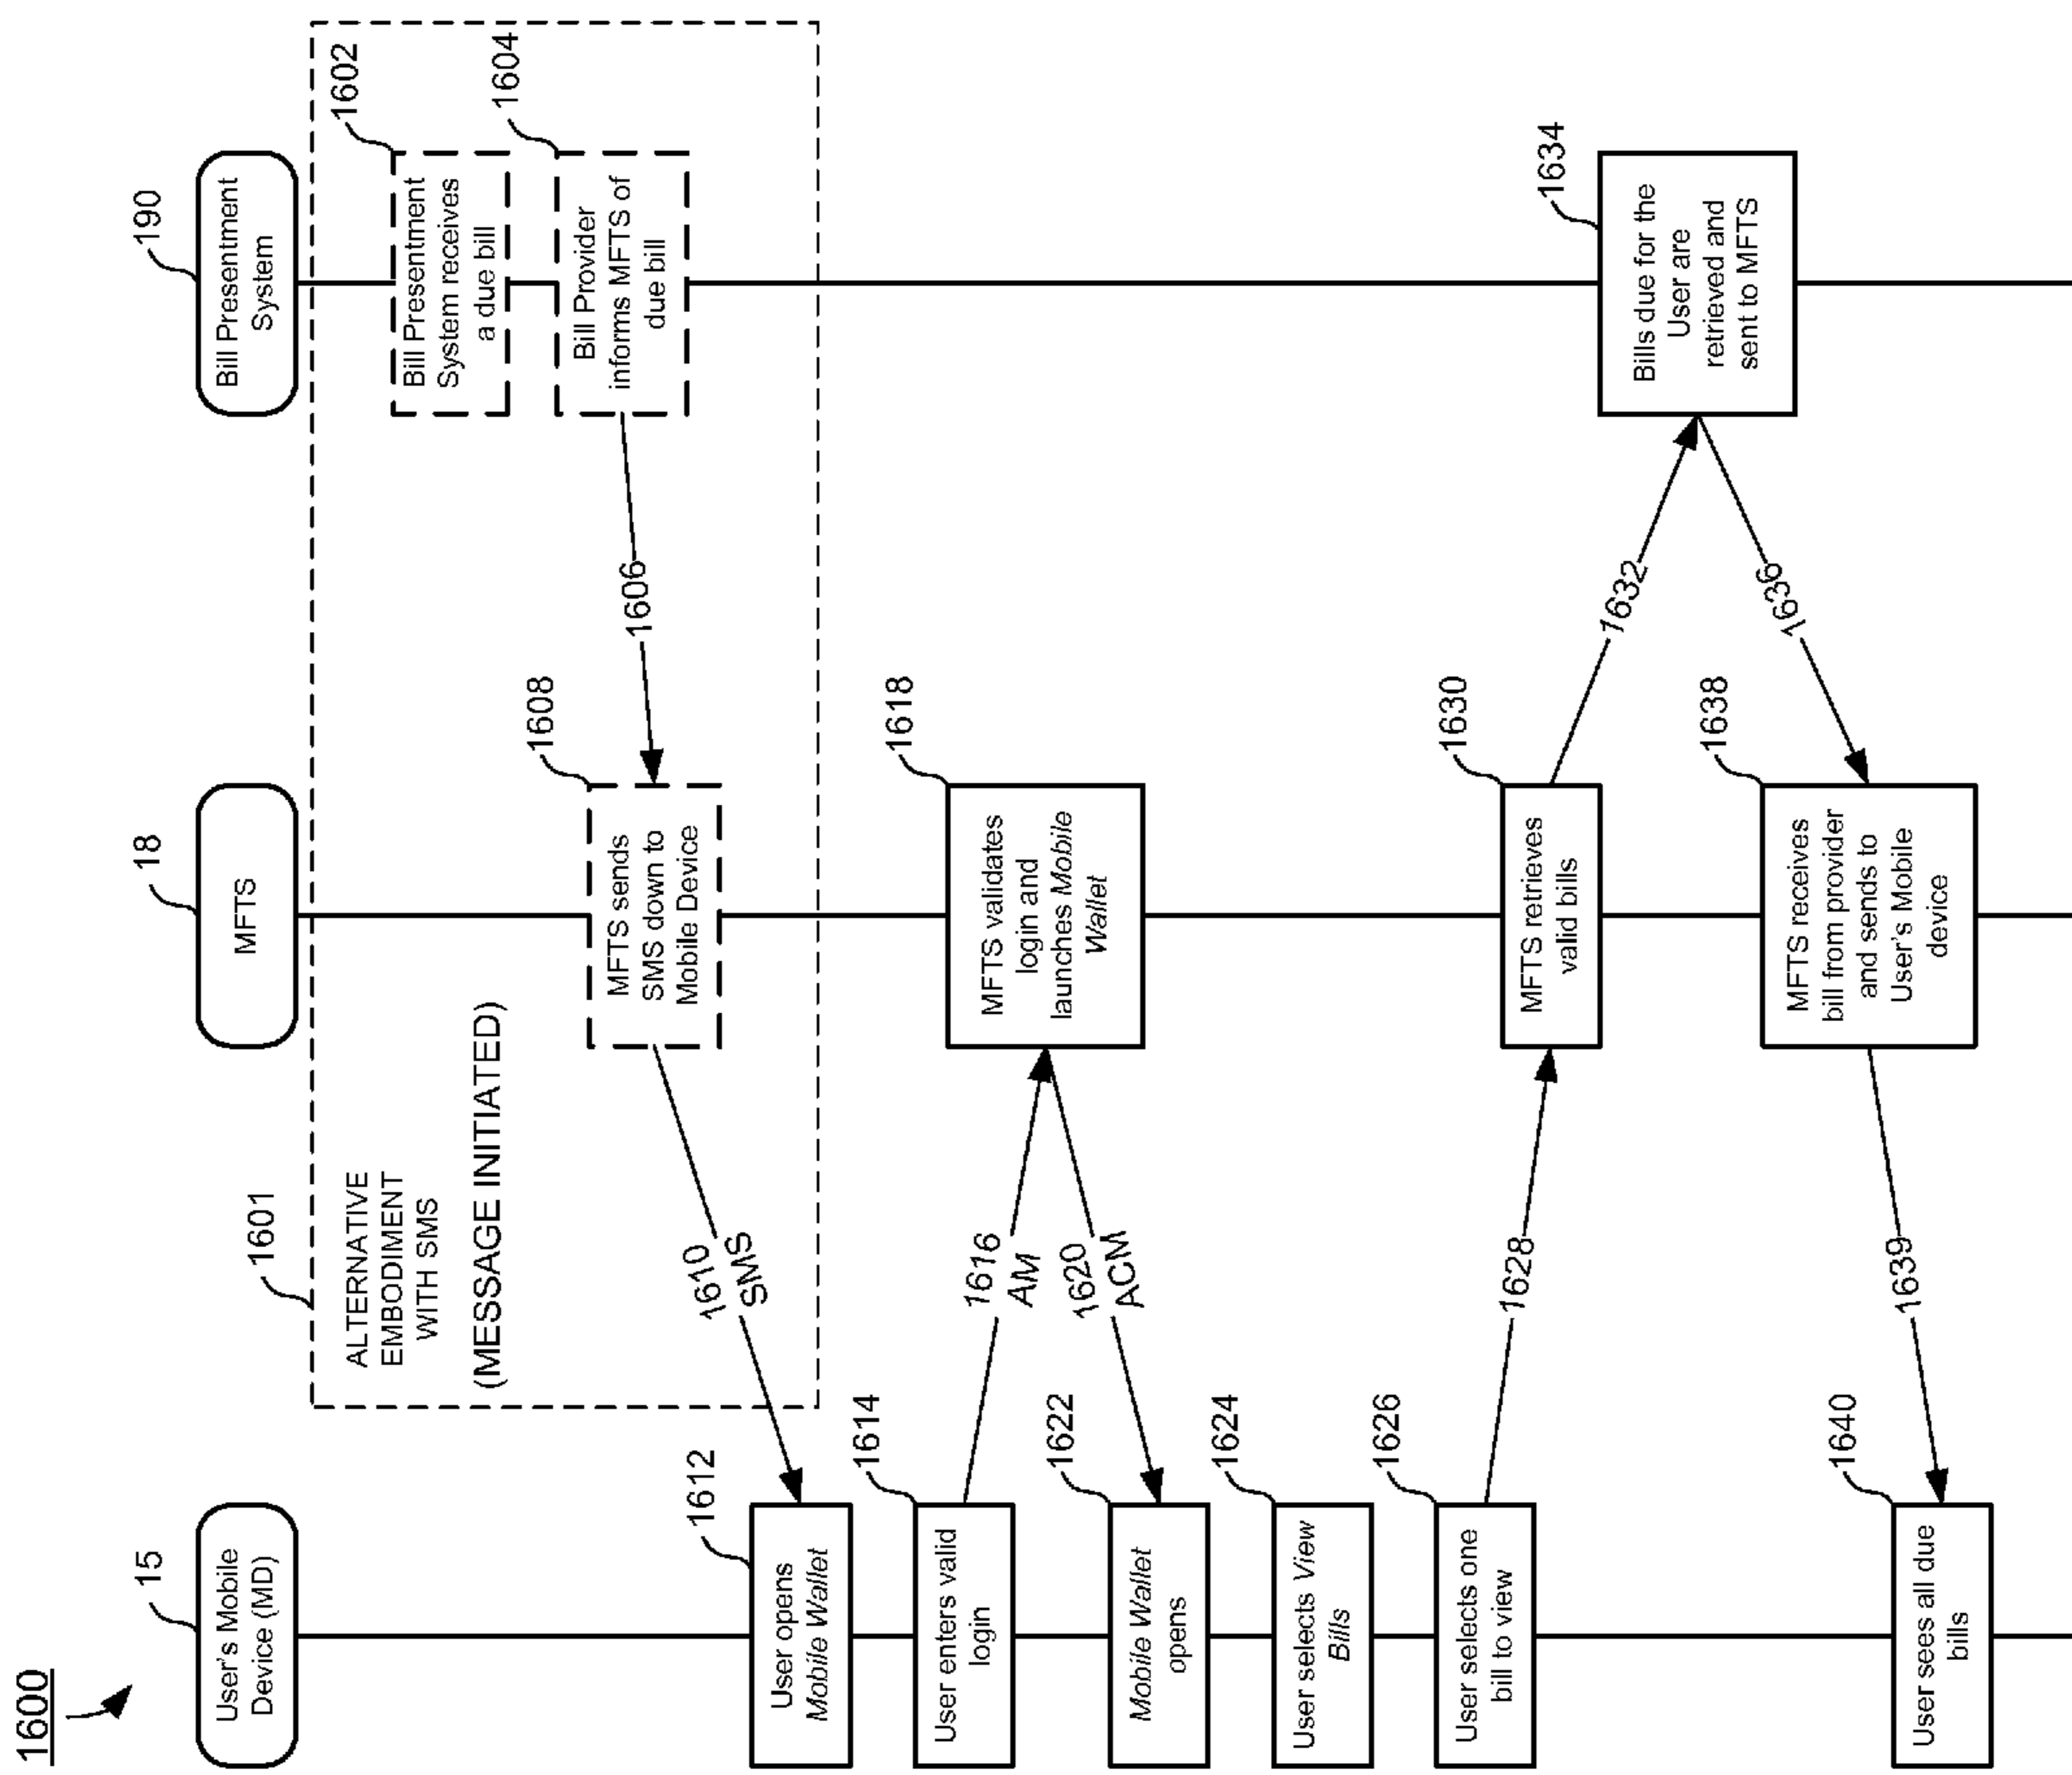 1600
15
User's Mobile
Device (MD)
18
MFTS
190
Bill Presentment
System
1601
ALTERNATIVE
EMBODIMENT
WITH SMS
(MESSAGE INITIATED)
1602
Bill Presentment
System receives
a due bill
1604
Bill Provider
informs MFTS of
due bill
1606
1608
MFTS sends
SMS down to
Mobile Device
1610
SMS
1612
User opens
Mobile Wallet
1614
User enters valid
login
1616
AM
1618
MFTS validates
login and
launches Mobile
Wallet
1620
ACM
1622
Mobile Wallet
opens
1624
User selects View
Bills
1626
User selects one
bill to view
1628
1630
MFTS retrieves
valid bills
1632
1634
Bills due for the
User are
retrieved and
sent to MFTS
1636
1638
MFTS receives
bill from provider
and sends to
User's Mobile
device
1639
1640
User sees all due
bills